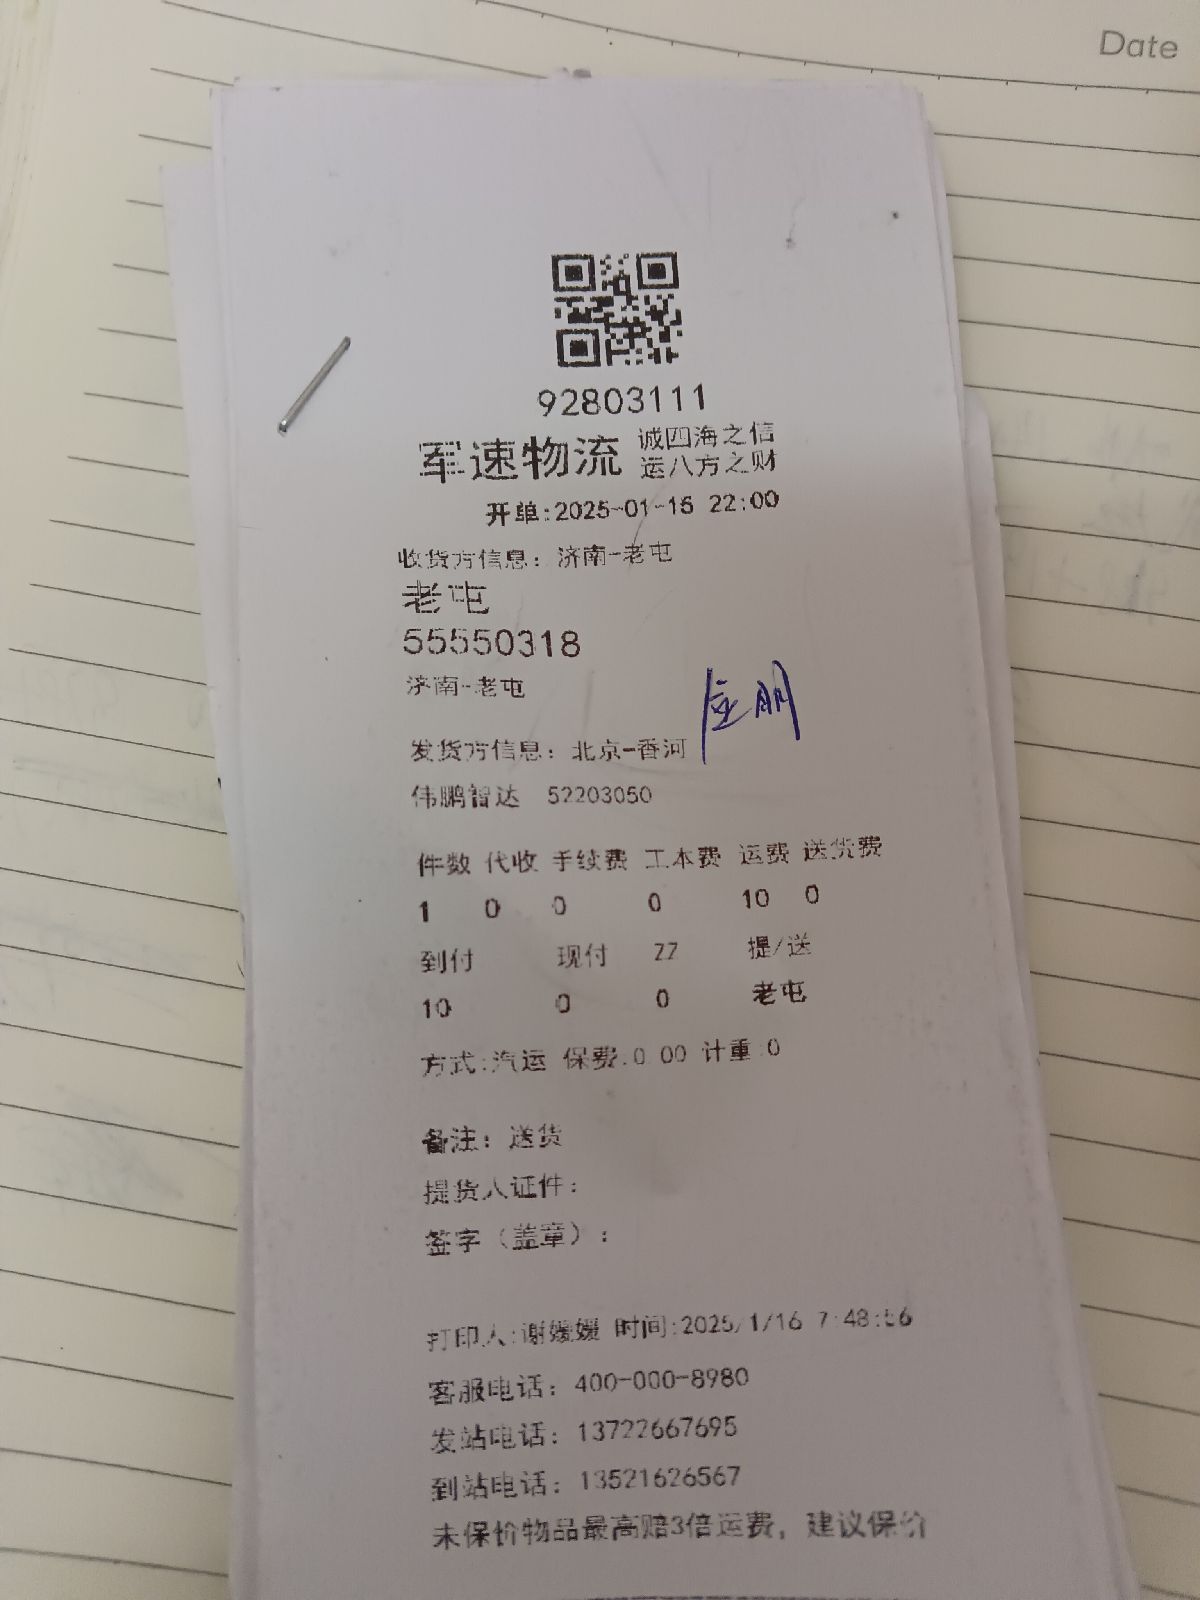 Date
92803111
军速物流 诚四海之信
运八方之财
开单:2025-01-15 22:00
收货方信息：济南-老屯
老屯
55550318
济南-老屯
发货方信息：北京-香河
伟鹏智达 52203050
件数 代收 手续费 工本费 运费 送货费
1 0 0 0 10 0
到付 现付 ZZ 提/送
10 0 0 老屯
方式:汽运 保费:0.00 计重:0
备注：送货
提货人证件：
签字（盖章）：
打印人:谢媛媛 时间:2025/1/16 7:48:56
客服电话：400-000-8980
发站电话：13722667695
到站电话：13521626567
未保价物品最高赔3倍运费，建议保价